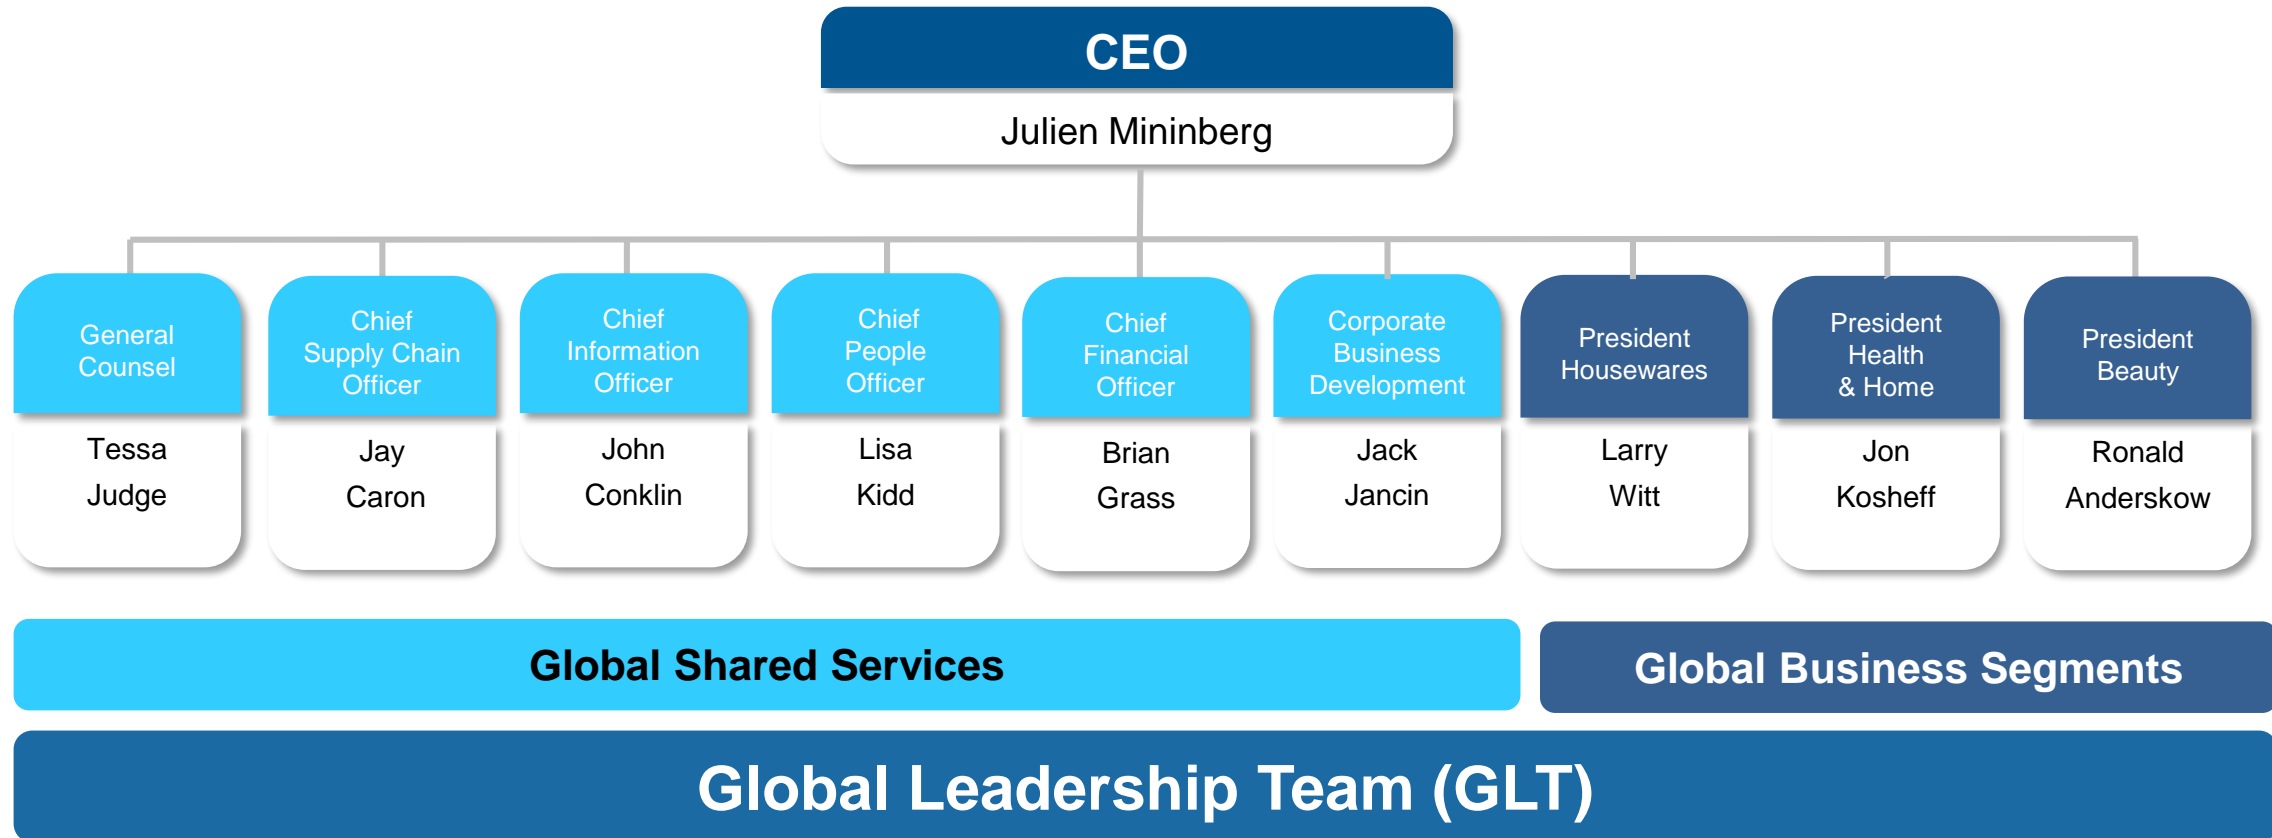 CEO
Julien Mininberg
General
Counsel
Tessa
Judge
Chief
Supply Chain
Officer
Jay
Caron
Chief
Information
Officer
John
Conklin
Chief
People
Officer
Lisa
Kidd
Chief
Financial
Officer
Brian
Grass
Corporate
Business
Development
Jack
Jancin
President
Housewares
Larry
Witt
President
Health
& Home
Jon
Kosheff
President
Beauty
Ronald
Anderskow
Global Shared Services
Global Business Segments
Global Leadership Team (GLT)